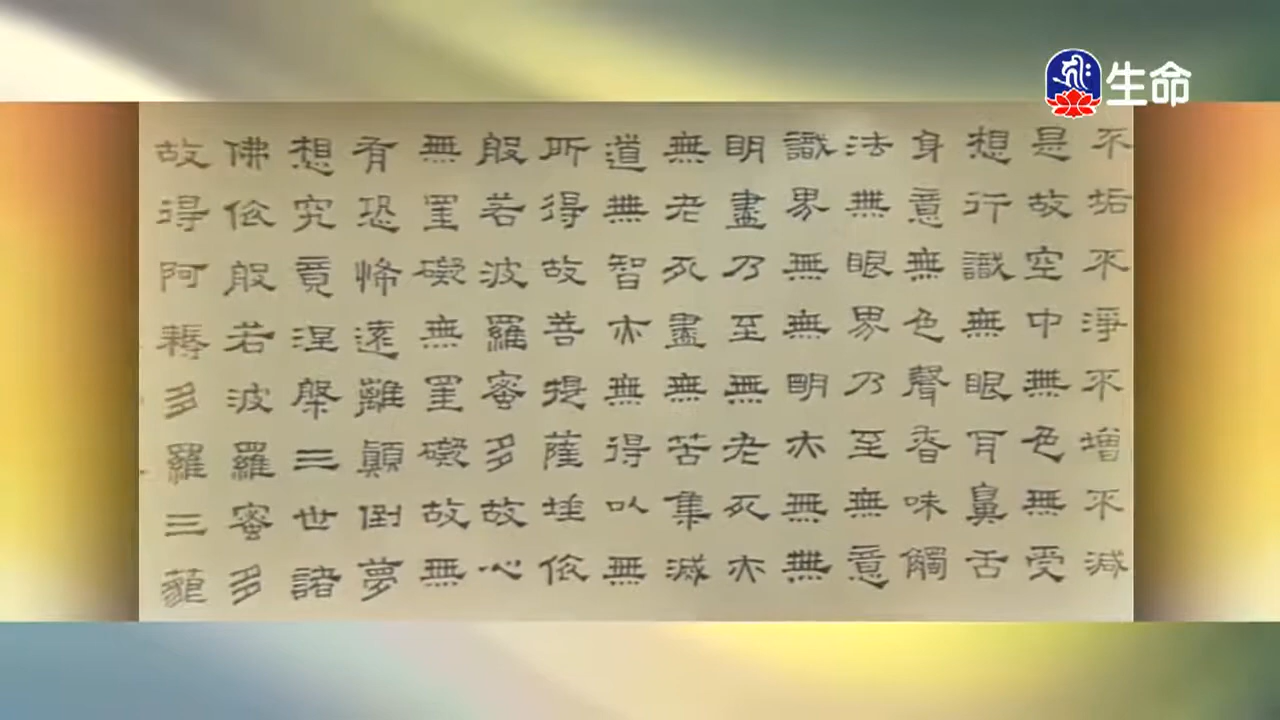 生命
不垢不淨不增不減
是故空中無色無受
想行識無眼耳鼻舌
身意無色聲香味觸
法無眼界乃至無意
識界無無明亦無無
明盡乃至無老死亦
無老死盡無苦集滅
道無智亦無得以無
所得故菩提薩埵依
般若波羅蜜多故心
無罣礙無罣礙故無
有恐怖遠離顛倒夢
想究竟涅槃三世諸
佛依般若波羅蜜多
故得阿耨多羅三藐